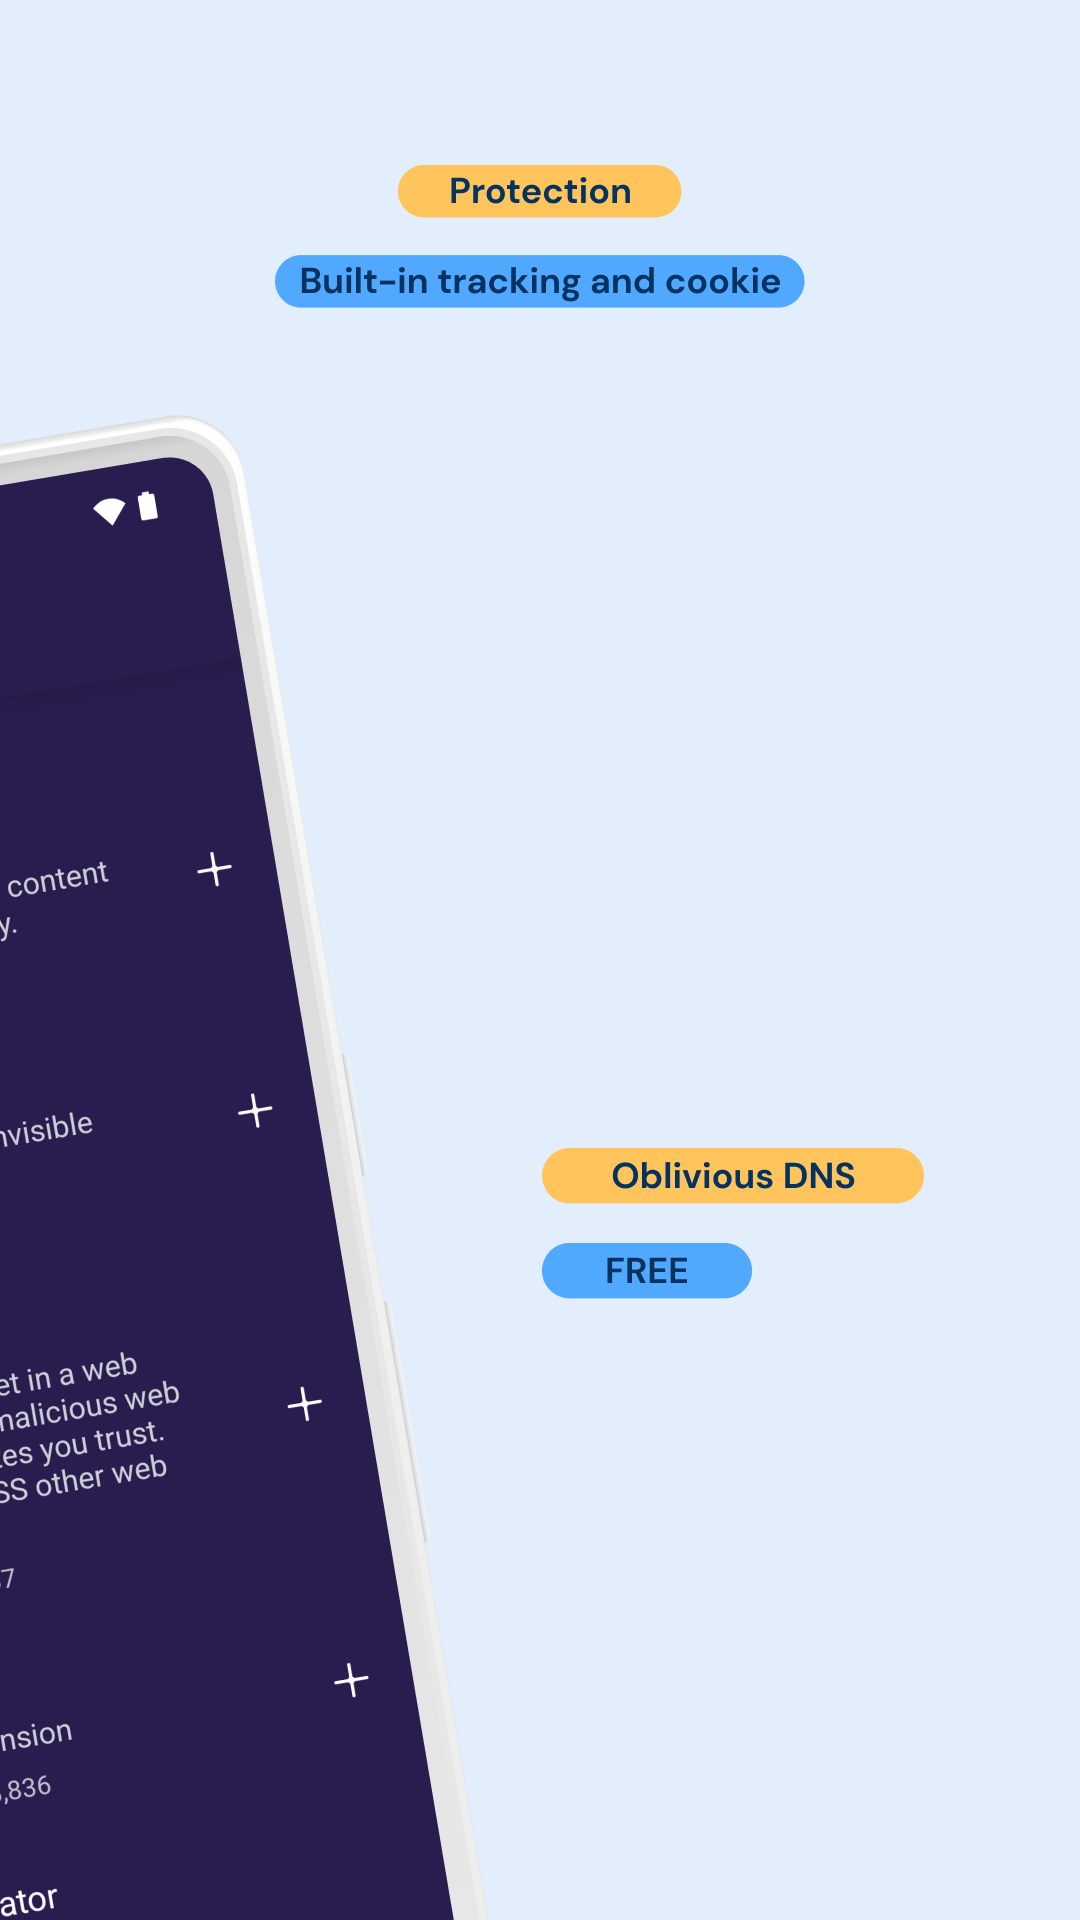 Protection
Built-in tracking and cookie
content
y.
nvisible
Oblivious DNS
FREE
et in a web
malicious web
tes you trust.
SS other web
7
nsion
,836
ator